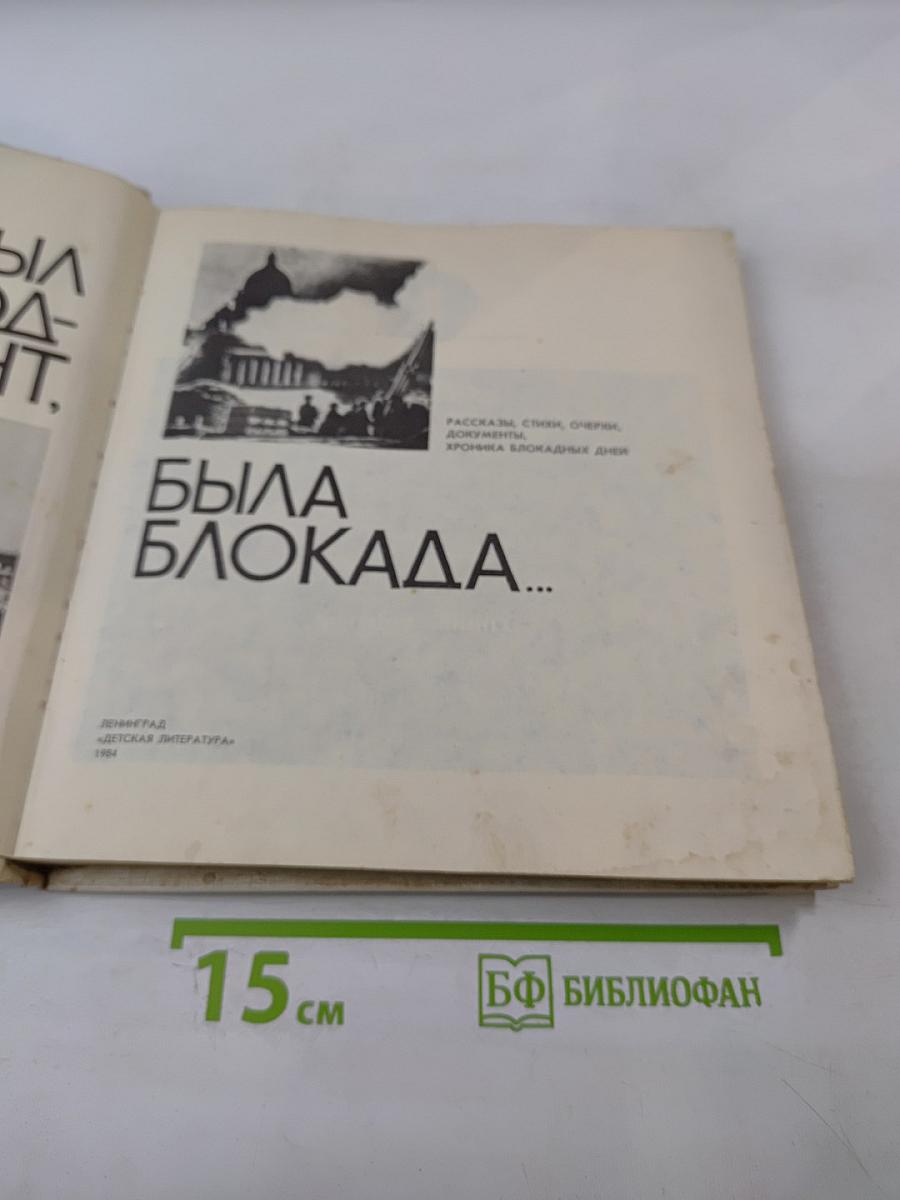 ЫЛ
ОД-
НТ,
РАССКАЗЫ, СТИХИ, ОЧЕРКИ,
ДОКУМЕНТЫ,
ХРОНИКА БЛОКАДНЫХ ДНЕЙ
БЫЛА
БЛОКАДА...
ЛЕНИНГРАД
«ДЕТСКАЯ ЛИТЕРАТУРА»
1984
15 см
БФ БИБЛИОФАН